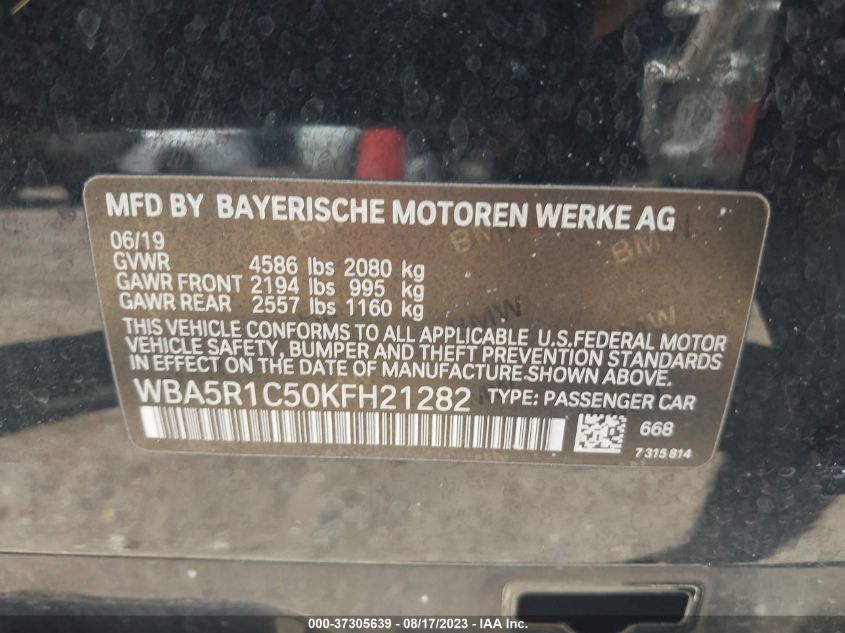 MFD BY BAYERISCHE MOTOREN WERKE AG
06/19
GVWR 4586 lbs 2080 kg
GAWR FRONT 2194 lbs 995 kg
GAWR REAR 2557 lbs 1160 kg
THIS VEHICLE CONFORMS TO ALL APPLICABLE U.S.FEDERAL MOTOR
VEHICLE SAFETY, BUMPER AND THEFT PREVENTION STANDARDS
IN EFFECT ON THE DATE OF MANUFACTURE SHOWN ABOVE.
WBA5R1C50KFH21282 TYPE: PASSENGER CAR
668
7315814
000-37305639 - 08/17/2023 - IAA Inc.